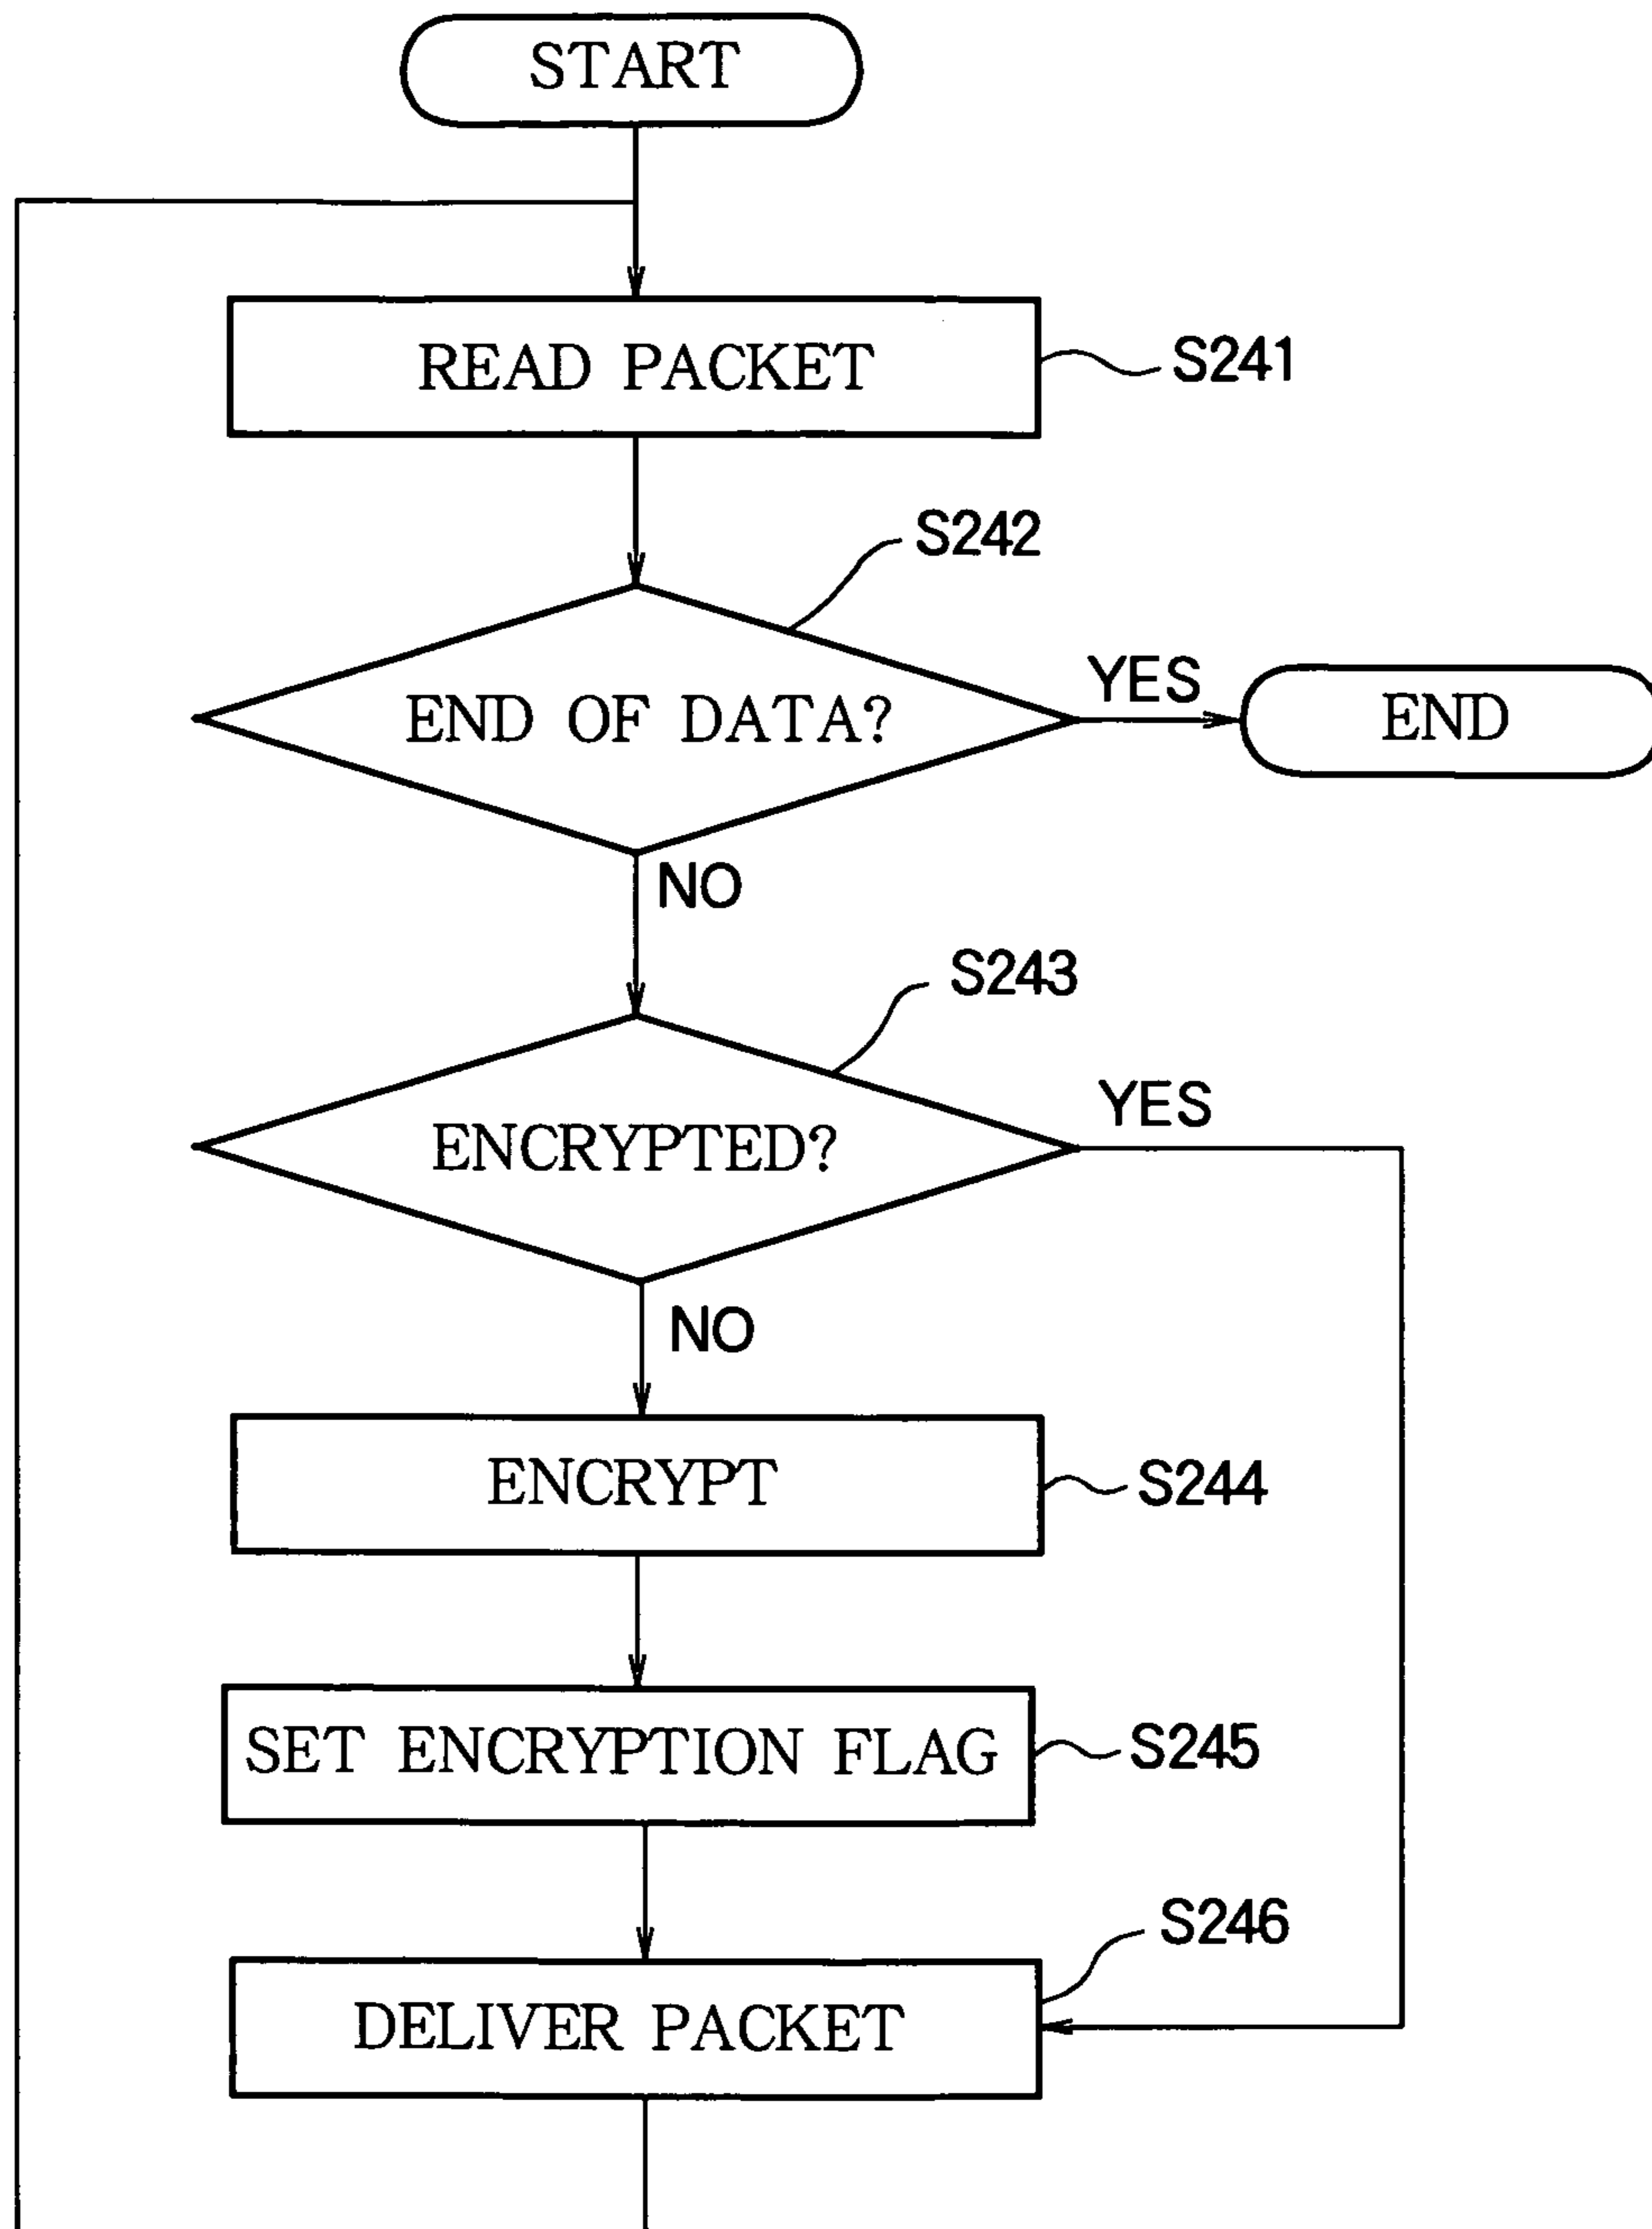 START
READ PACKET
S241
S242
END OF DATA?
YES
END
NO
S243
ENCRYPTED?
YES
NO
ENCRYPT
S244
SET ENCRYPTION FLAG
S245
S246
DELIVER PACKET